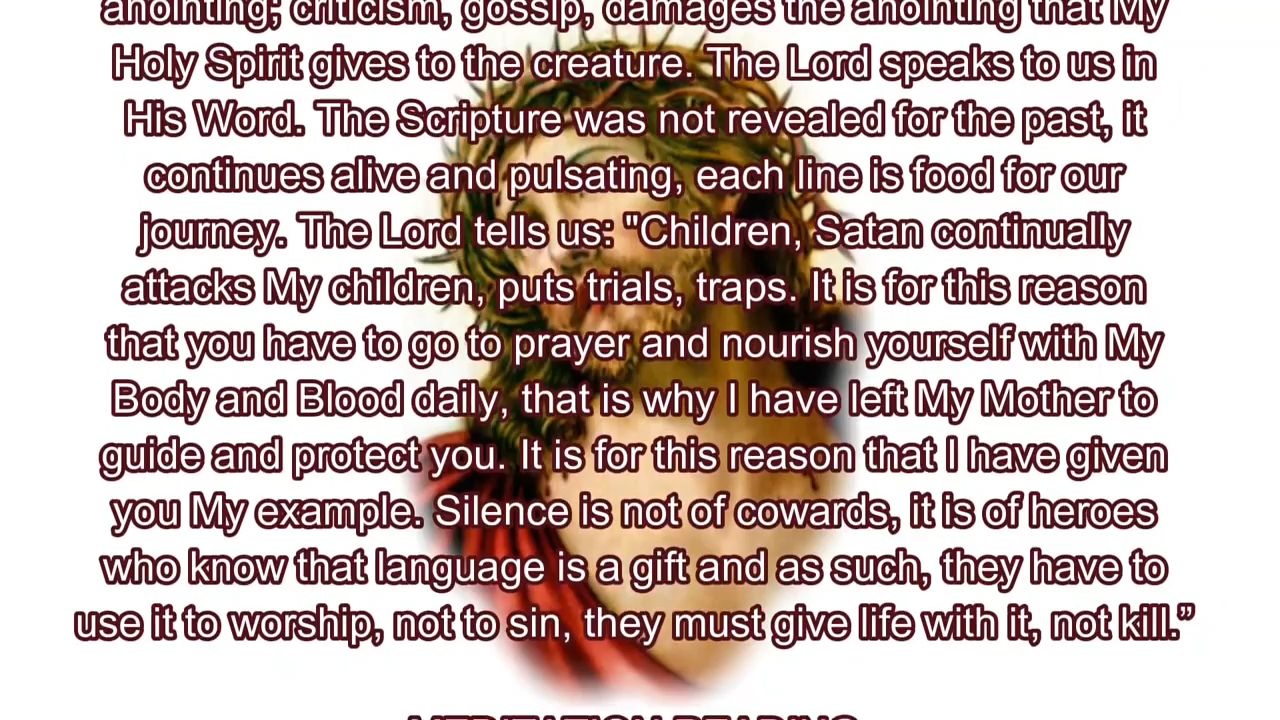 anointing; criticism, gossip, damages the anointing that My
Holy Spirit gives to the creature. The Lord speaks to us in
His Word. The Scripture was not revealed for the past, it
continues alive and pulsating, each line is food for our
journey. The Lord tells us: "Children, Satan continually
attacks My children, puts trials, traps. It is for this reason
that you have to go to prayer and nourish yourself with My
Body and Blood daily, that is why I have left My Mother to
guide and protect you. It is for this reason that I have given
you My example. Silence is not of cowards, it is of heroes
who know that language is a gift and as such, they have to
use it to worship, not to sin, they must give life with it, not kill.”
MEDITATION READING